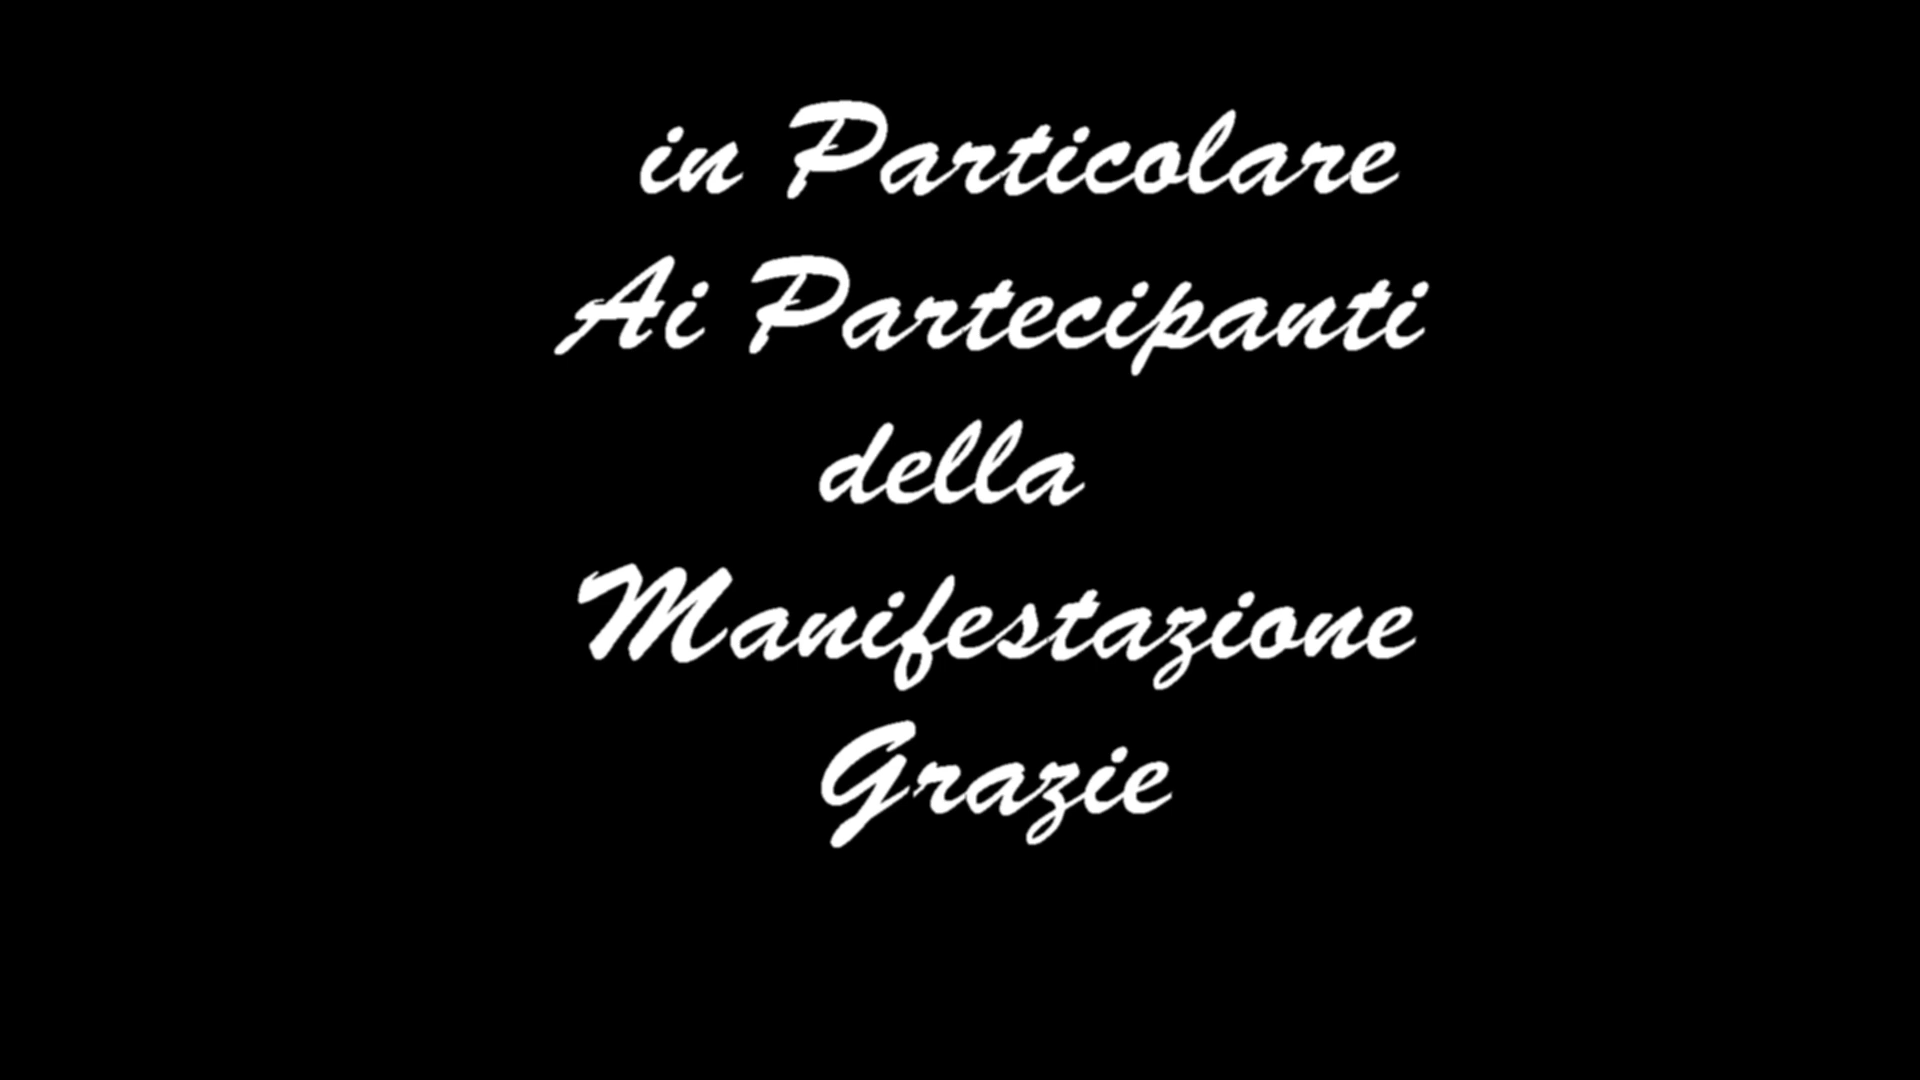 in Particolare
Ai Partecipanti
della
Manifestazione
Grazie